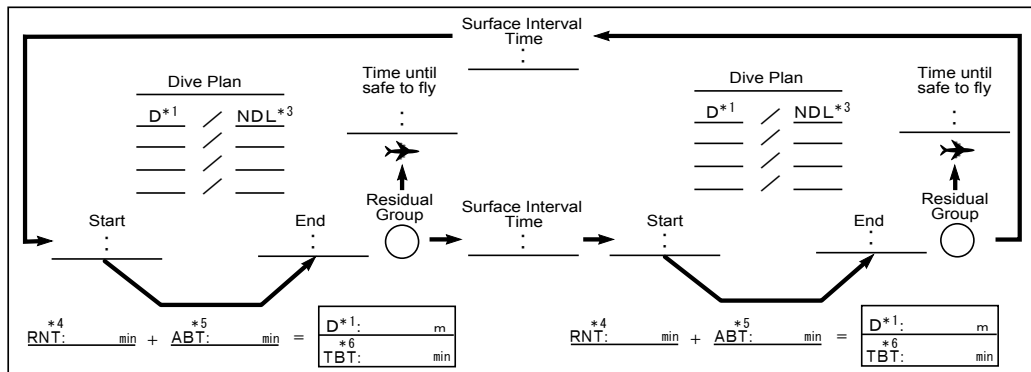 Surface Interval
Time
:
Dive Plan
D*1 / NDL*3
/
/
/
Time until
safe to fly
:
Start
:
End
:
Residual
Group
Surface Interval
Time
:
RNT:*4 min + ABT:*5 min =
D*1: m
TBT:*6 min
Dive Plan
D*1 / NDL*3
/
/
/
Time until
safe to fly
:
Start
:
End
:
Residual
Group
RNT:*4 min + ABT:*5 min =
D*1: m
TBT:*6 min